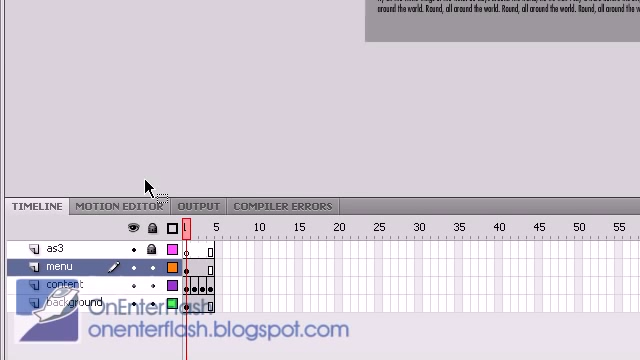 around the world. Round, all around the world. Round, all around the world. Round, all around the
TIMELINE MOTION EDITOR OUTPUT COMPILER ERRORS
1 5 10 15 20 25 30 35 40 45 50 55
as3
menu
content
background
OnEnterFlash
onenterflash.blogspot.com